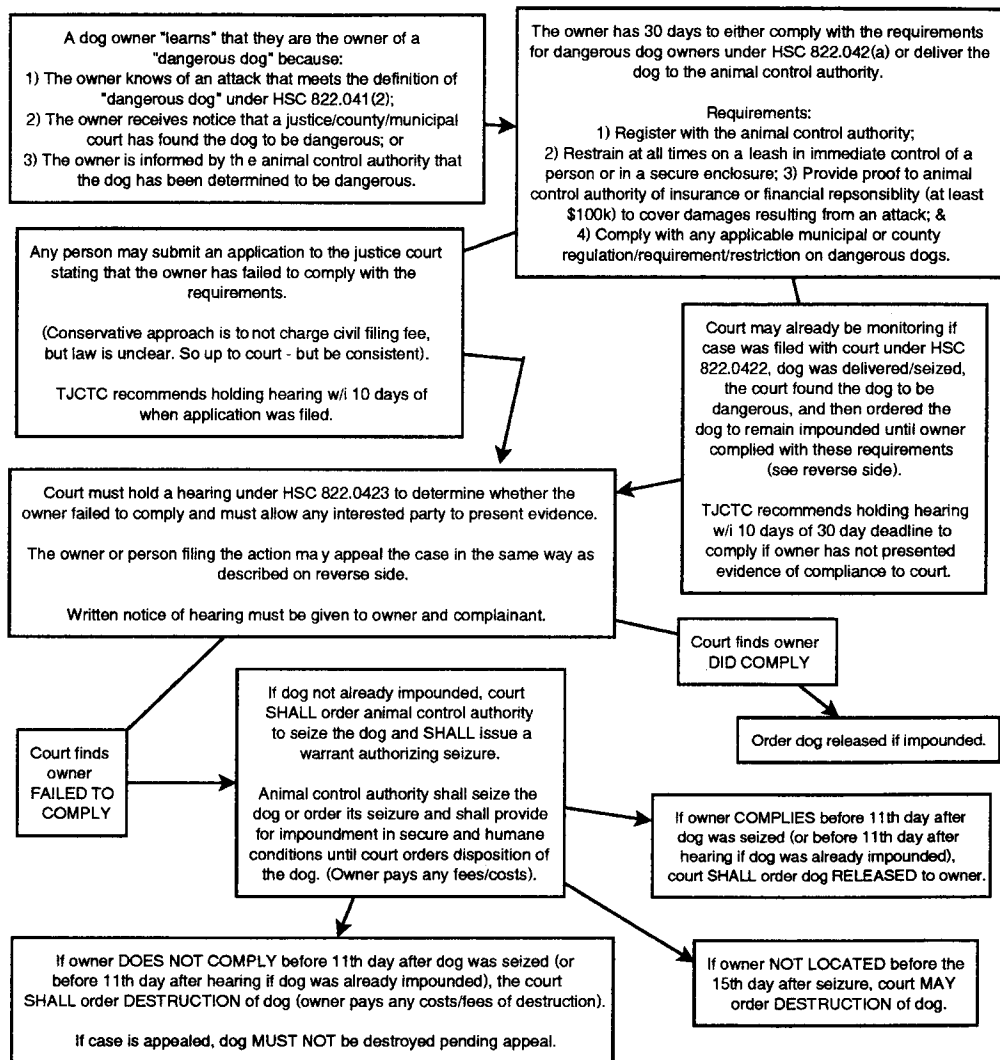 A dog owner "learns" that they are the owner of a
"dangerous dog" because:
1) The owner knows of an attack that meets the definition of
"dangerous dog" under HSC 822.041(2);
2) The owner receives notice that a justice/county/municipal
court has found the dog to be dangerous; or
3) The owner is informed by the animal control authority that
the dog has been determined to be dangerous.
The owner has 30 days to either comply with the requirements
for dangerous dog owners under HSC 822.042(a) or deliver the
dog to the animal control authority.
Requirements:
1) Register with the animal control authority;
2) Restrain at all times on a leash in immediate control of a
person or in a secure enclosure; 3) Provide proof to animal
control authority of insurance or financial repsonsiblity (at least
$100k) to cover damages resulting from an attack; &
4) Comply with any applicable municipal or county
regulation/requirement/restriction on dangerous dogs.
Any person may submit an application to the justice court
stating that the owner has failed to comply with the
requirements.
(Conservative approach is to not charge civil filing fee,
but law is unclear. So up to court - but be consistent).
TJCTC recommends holding hearing w/i 10 days of
when application was filed.
Court may already be monitoring if
case was filed with court under HSC
822.0422, dog was delivered/seized,
the court found the dog to be
dangerous, and then ordered the
dog to remain impounded until owner
complied with these requirements
(see reverse side).
TJCTC recommends holding hearing
w/i 10 days of 30 day deadline to
comply if owner has not presented
evidence of compliance to court.
Court must hold a hearing under HSC 822.0423 to determine whether the
owner failed to comply and must allow any interested party to present evidence.
The owner or person filing the action may appeal the case in the same way as
described on reverse side.
Written notice of hearing must be given to owner and complainant.
Court finds owner
DID COMPLY
Order dog released if impounded.
Court finds
owner
FAILED TO
COMPLY
If dog not already impounded, court
SHALL order animal control authority
to seize the dog and SHALL issue a
warrant authorizing seizure.
Animal control authority shall seize the
dog or order its seizure and shall provide
for impoundment in secure and humane
conditions until court orders disposition of
the dog. (Owner pays any fees/costs).
If owner COMPLIES before 11th day after
dog was seized (or before 11th day after
hearing if dog was already impounded),
court SHALL order dog RELEASED to owner.
If owner DOES NOT COMPLY before 11th day after dog was seized (or
before 11th day after hearing if dog was already impounded), the court
SHALL order DESTRUCTION of dog (owner pays any costs/fees of destruction).
If case is appealed, dog MUST NOT be destroyed pending appeal.
If owner NOT LOCATED before the
15th day after seizure, court MAY
order DESTRUCTION of dog.